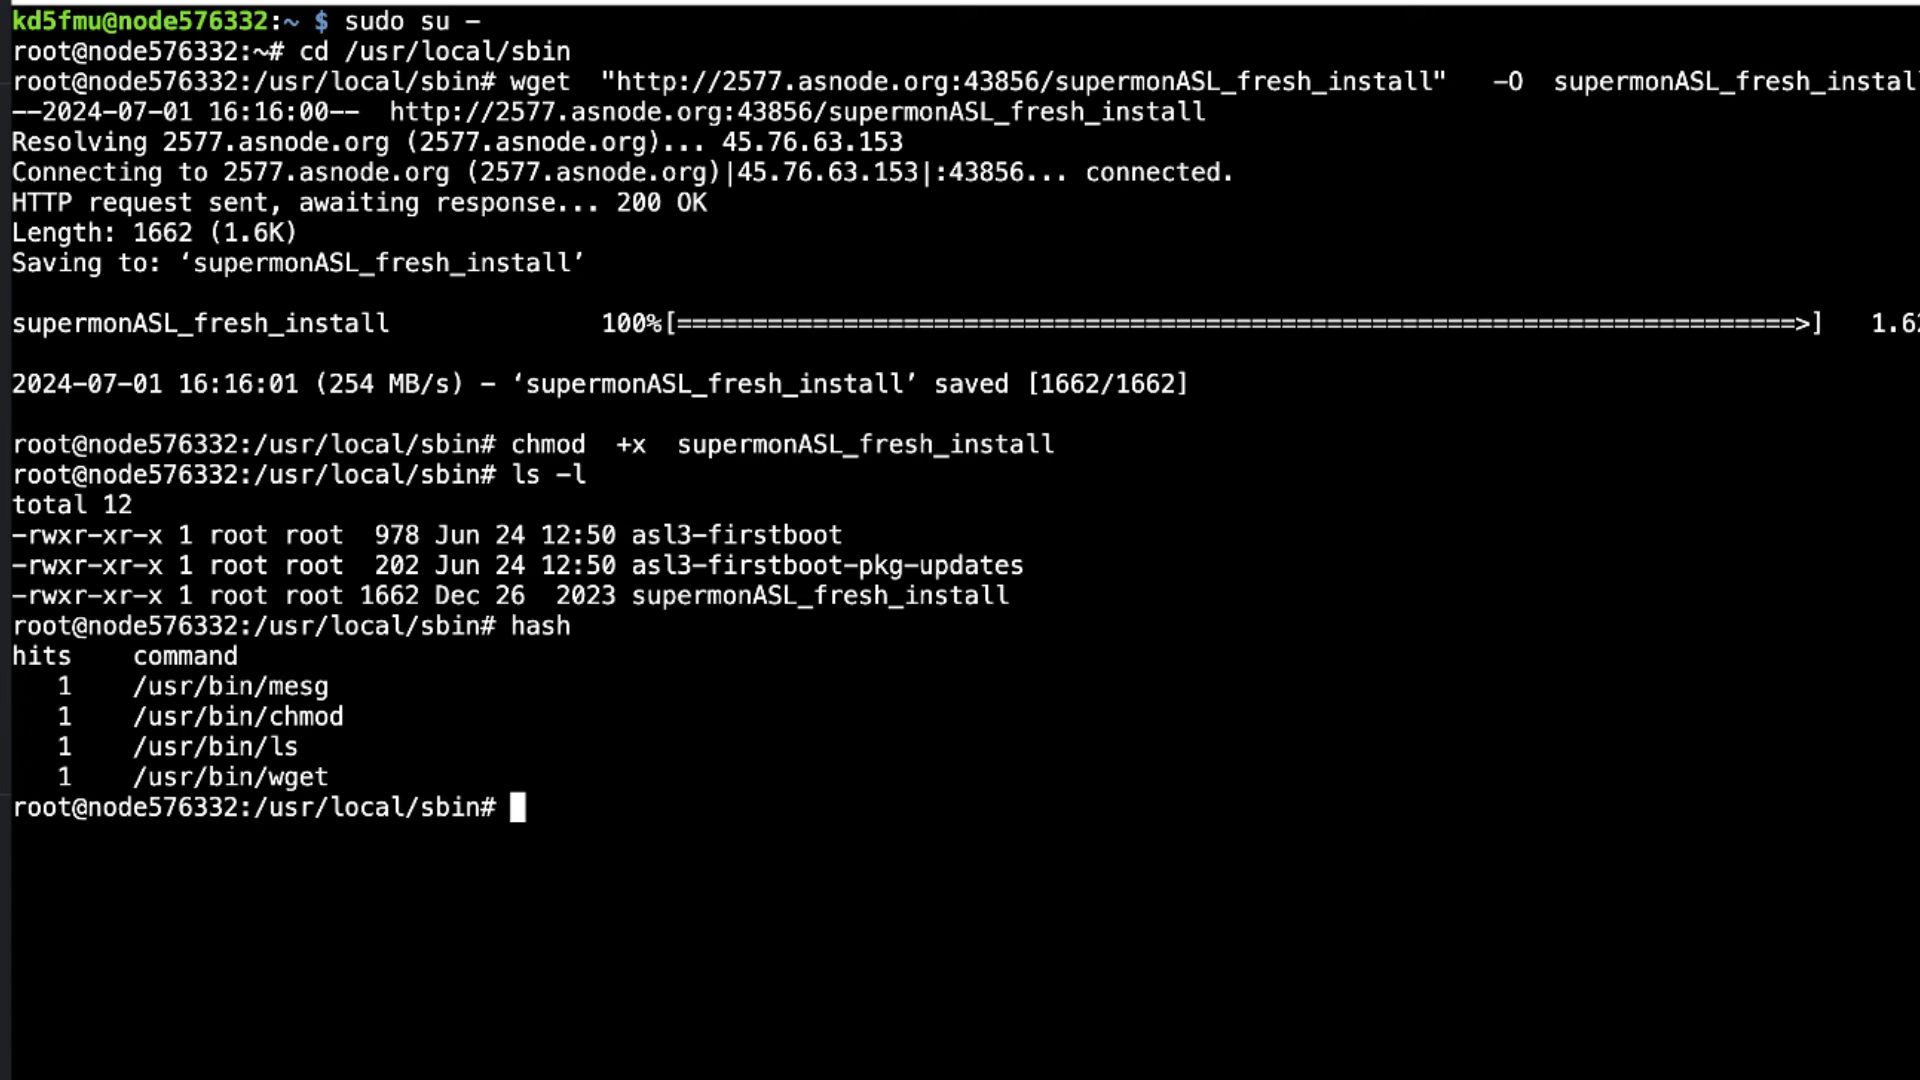 kd5fmu@node576332:~ $ sudo su -
root@node576332:~# cd /usr/local/sbin
root@node576332:/usr/local/sbin# wget  "http://2577.asnode.org:43856/supermonASL_fresh_install"   -O  supermonASL_fresh_install
--2024-07-01 16:16:00--  http://2577.asnode.org:43856/supermonASL_fresh_install
Resolving 2577.asnode.org (2577.asnode.org)... 45.76.63.153
Connecting to 2577.asnode.org (2577.asnode.org)|45.76.63.153|:43856... connected.
HTTP request sent, awaiting response... 200 OK
Length: 1662 (1.6K)
Saving to: ‘supermonASL_fresh_install’
supermonASL_fresh_install              100%[==========================================================================>]   1.62
2024-07-01 16:16:01 (254 MB/s) - ‘supermonASL_fresh_install’ saved [1662/1662]
root@node576332:/usr/local/sbin# chmod  +x  supermonASL_fresh_install
root@node576332:/usr/local/sbin# ls -l
total 12
-rwxr-xr-x 1 root root  978 Jun 24 12:50 asl3-firstboot
-rwxr-xr-x 1 root root  202 Jun 24 12:50 asl3-firstboot-pkg-updates
-rwxr-xr-x 1 root root 1662 Dec 26  2023 supermonASL_fresh_install
root@node576332:/usr/local/sbin# hash
hits    command
   1    /usr/bin/mesg
   1    /usr/bin/chmod
   1    /usr/bin/ls
   1    /usr/bin/wget
root@node576332:/usr/local/sbin#